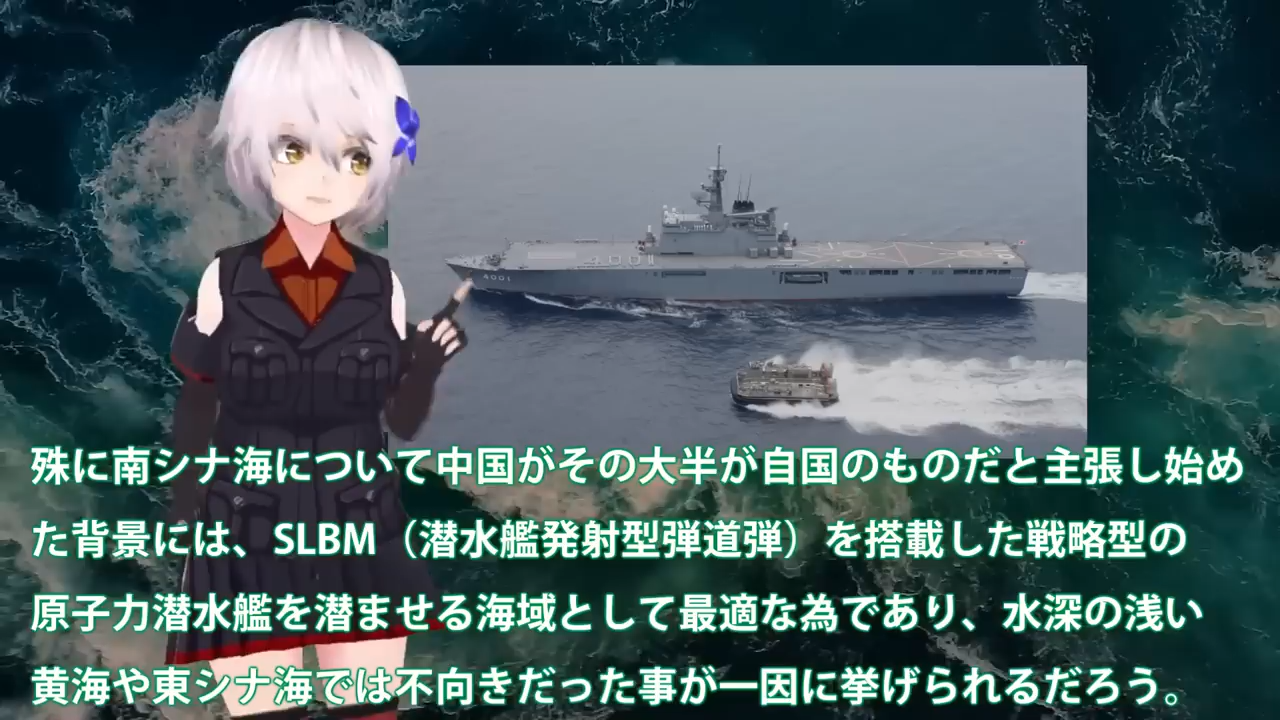 4001
4001
殊に南シナ海について中国がその大半が自国のものだと主張し始め
た背景には、SLBM（潜水艦発射型弾道弾）を搭載した戦略型の
原子力潜水艦を潜ませる海域として最適な為であり、水深の浅い
黄海や東シナ海では不向きだった事が一因に挙げられるだろう。